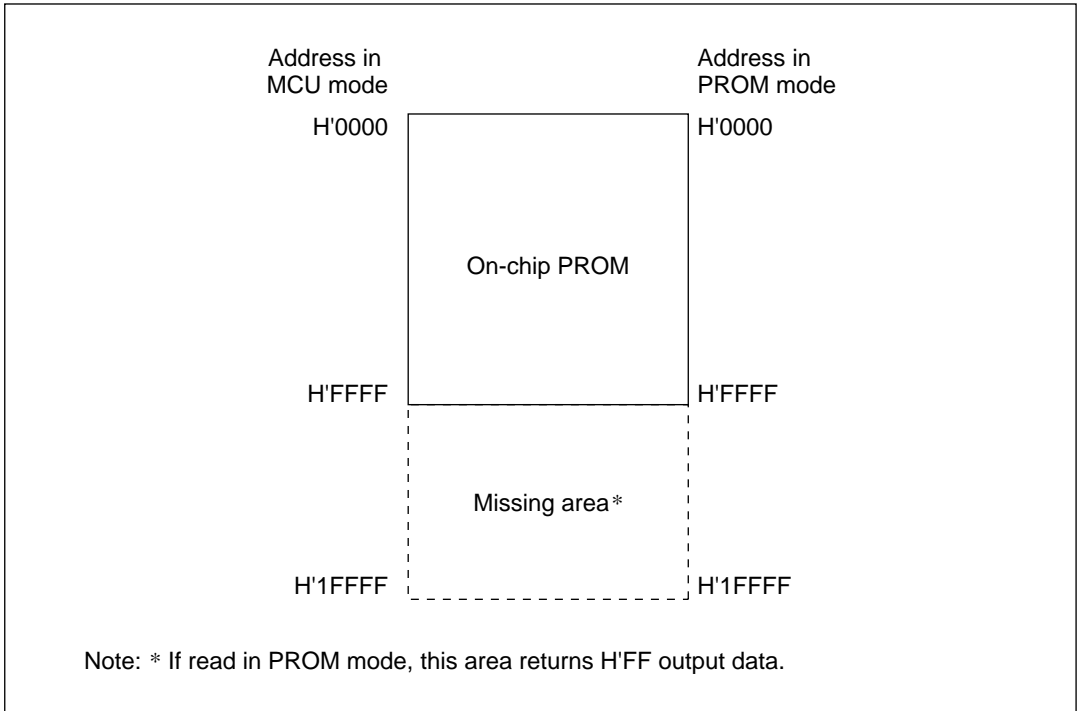 Address in
MCU mode
Address in
PROM mode
H'0000
H'0000
On-chip PROM
H'FFFF
H'FFFF
Missing area*
H'1FFFF
H'1FFFF
Note: * If read in PROM mode, this area returns H'FF output data.